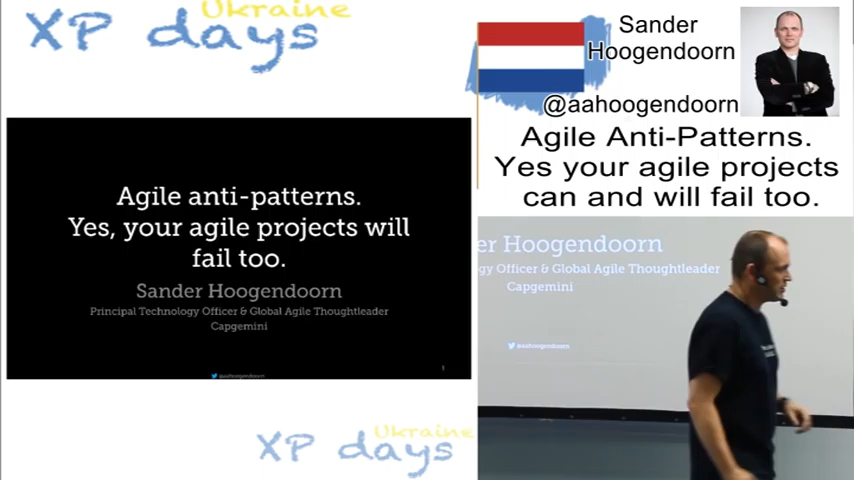 Ukraine
XP days
Sander
Hoogendoorn
@aahoogendoorn
Agile Anti-Patterns.
Yes your agile projects
can and will fail too.
Agile anti-patterns.
Yes, your agile projects will
fail too.
Sander Hoogendoorn
Principal Technology Officer & Global Agile Thoughtleader
Capgemini
@aahoogendoorn
er Hoogendoorn
gy Officer & Global Agile Thoughtleader
Capgemini
@aahoogendoorn
Ukraine
XP days